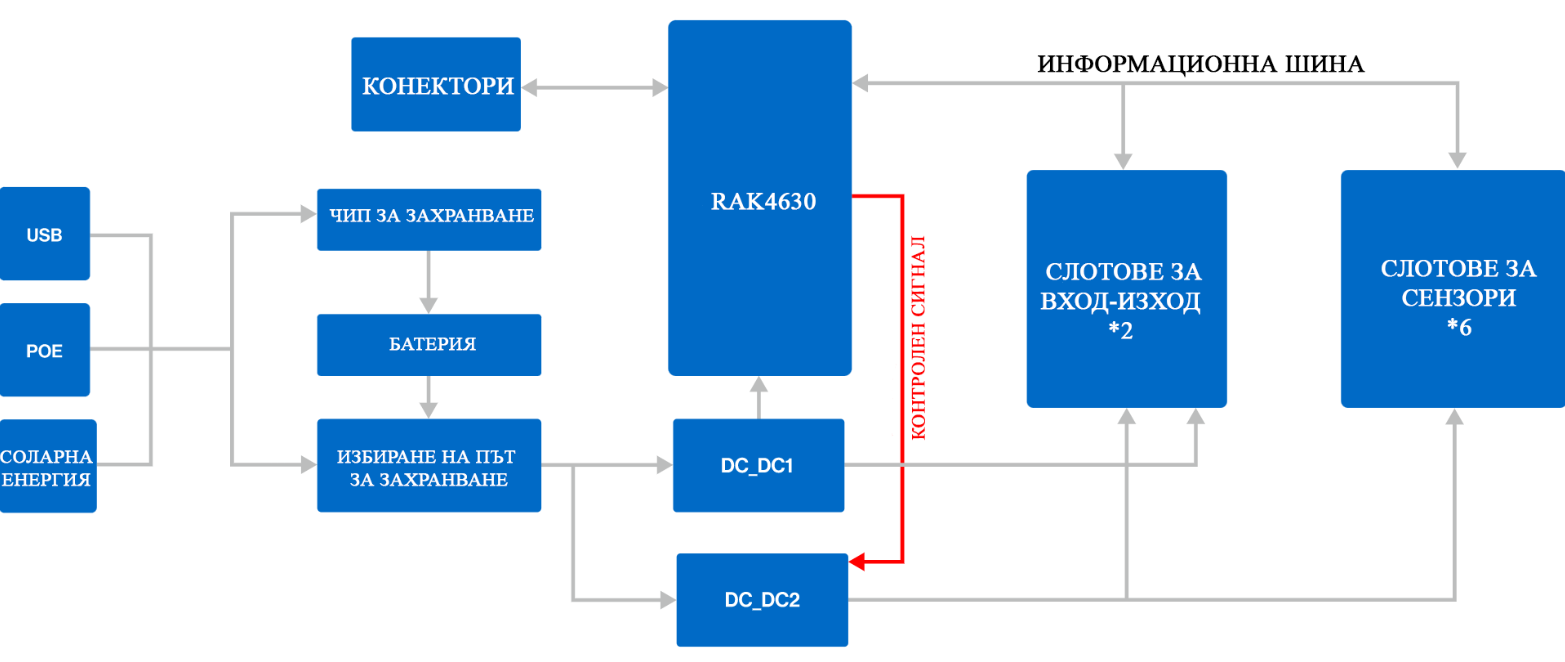 КОНЕКТОРИ
RAK4630
ИНФОРМАЦИОННА ШИНА
USB
POE
СОЛАРНА
ЕНЕРГИЯ
ЧИП ЗА ЗАХРАНВАНЕ
БАТЕРИЯ
ИЗБИРАНЕ НА ПЪТ
ЗА ЗАХРАНВАНЕ
КОНТРОЛЕН СИГНАЛ
DC_DC1
DC_DC2
СЛОТОВЕ ЗА
ВХОД-ИЗХОД
*2
СЛОТОВЕ ЗА
СЕНЗОРИ
*6